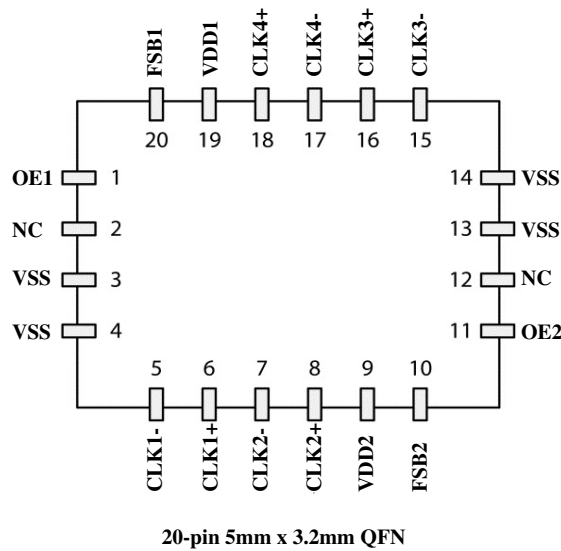 FSB1
VDD1
CLK4+
CLK4-
CLK3+
CLK3-
20
19
18
17
16
15
OE1
1
14
VSS
NC
2
13
VSS
VSS
3
12
NC
VSS
4
11
OE2
5
6
7
8
9
10
CLK1-
CLK1+
CLK2-
CLK2+
VDD2
FSB2
20-pin 5mm x 3.2mm QFN